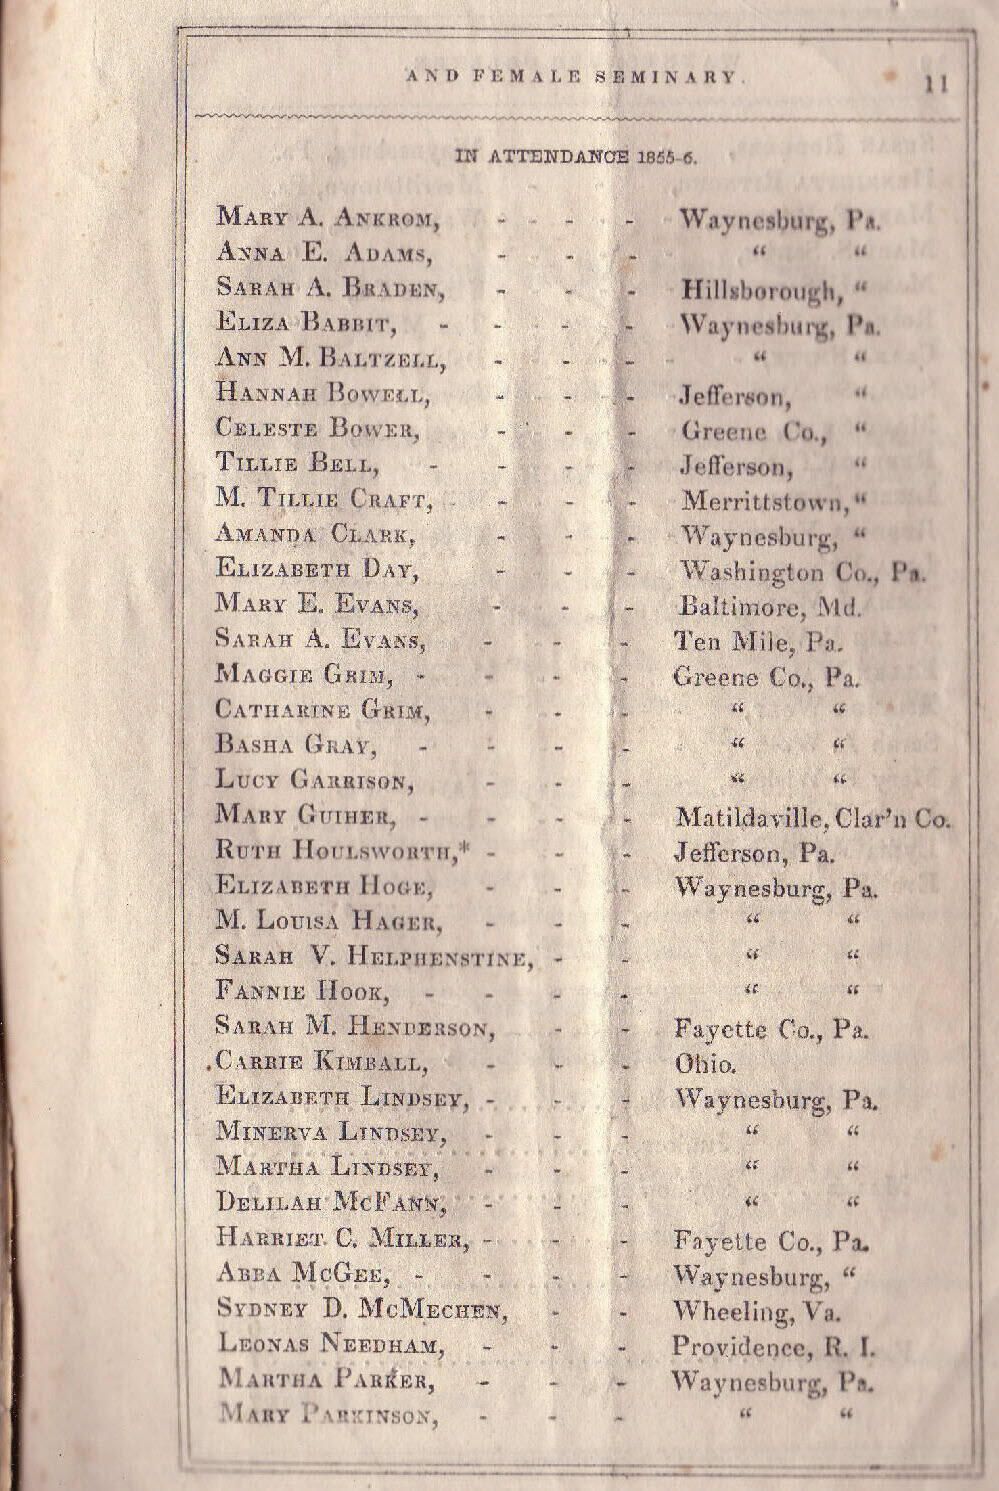 AND FEMALE SEMINARY. 11
IN ATTENDANCE 1855-6.
MARY A. ANKROM, - - - Waynesburg, Pa.
ANNA E. ADAMS, - - - “ “
SARAH A. BRADEN, - - - Hillsborough, “
ELIZA BABBIT, - - - - Waynesburg, Pa.
ANN M. BALTZELL, - - - “ “
HANNAH BOWELL, - - - Jefferson, “
CELESTE BOWER, - - - Greene Co., “
TILLIE BELL, - - - - Jefferson, “
M. TILLIE CRAFT, - - - - Merrittstown, “
AMANDA CLARK, - - - Waynesburg, “
ELIZABETH DAY, - - - Washington Co., Pa.
MARY E. EVANS, - - - Baltimore, Md.
SARAH A. EVANS, - - - Ten Mile, Pa.
MAGGIE GRIM, - - - - Greene Co., Pa.
CATHARINE GRIM, - - - “ “
BASHA GRAY, - - - - “ “
LUCY GARRISON, - - - “ “
MARY GUIHER, - - - - Matildaville, Clar’n Co.
RUTH HOULSWORTH,* - - - Jefferson, Pa.
ELIZABETH HOGE, - - - Waynesburg, Pa.
M. LOUISA HAGER, - - - “ “
SARAH V. HELPHENSTINE, - - “ “
FANNIE HOOK, - - - - “ “
SARAH M. HENDERSON, - - Fayette Co., Pa.
CARRIE KIMBALL, - - - Ohio.
ELIZABETH LINDSEY, - - - Waynesburg, Pa.
MINERVA LINDSEY, - - - “ “
MARTHA LINDSEY, - - - “ “
DELILAH McFANN, - - - “ “
HARRIET C. MILLER, - - - Fayette Co., Pa.
ABBA McGEE, - - - - Waynesburg, “
SYDNEY D. McMECHEN, - - Wheeling, Va.
LEONAS NEEDHAM, - - - Providence, R. I.
MARTHA PARKER, - - - Waynesburg, Pa.
MARY PARKINSON, - - - “ “